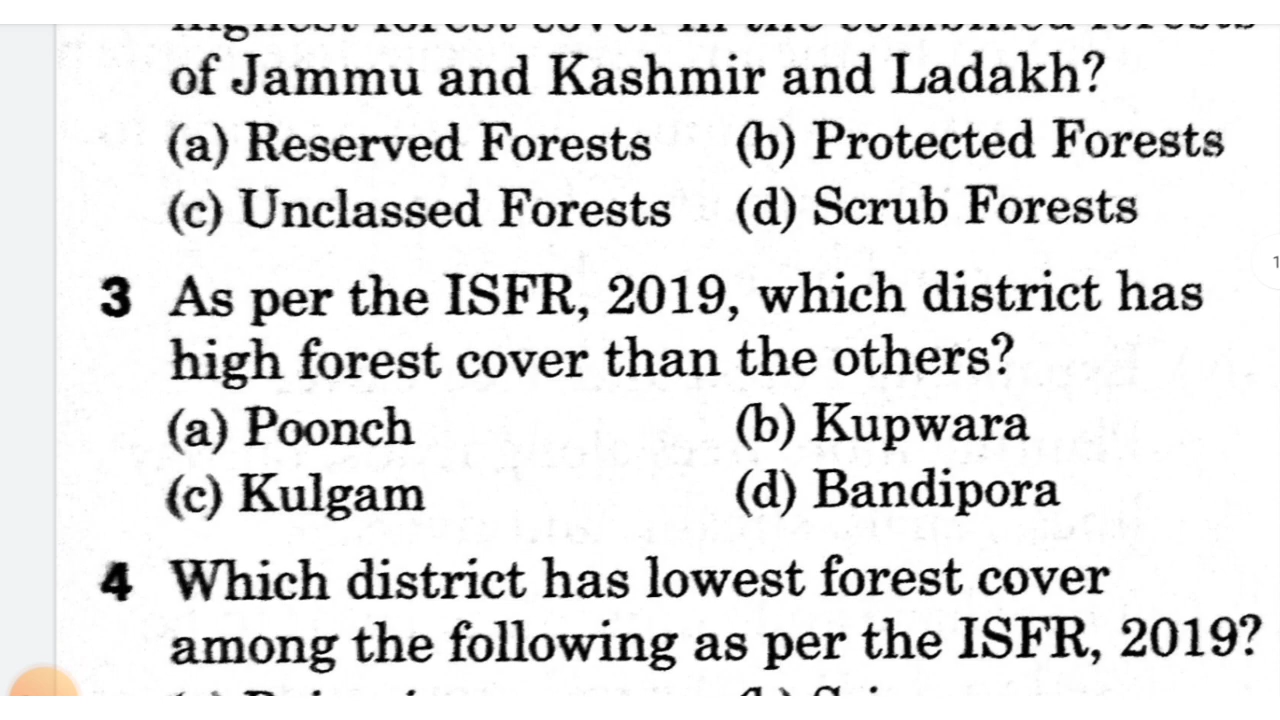 of Jammu and Kashmir and Ladakh?
(a) Reserved Forests (b) Protected Forests
(c) Unclassed Forests (d) Scrub Forests
3 As per the ISFR, 2019, which district has
high forest cover than the others?
(a) Poonch (b) Kupwara
(c) Kulgam (d) Bandipora
4 Which district has lowest forest cover
among the following as per the ISFR, 2019?